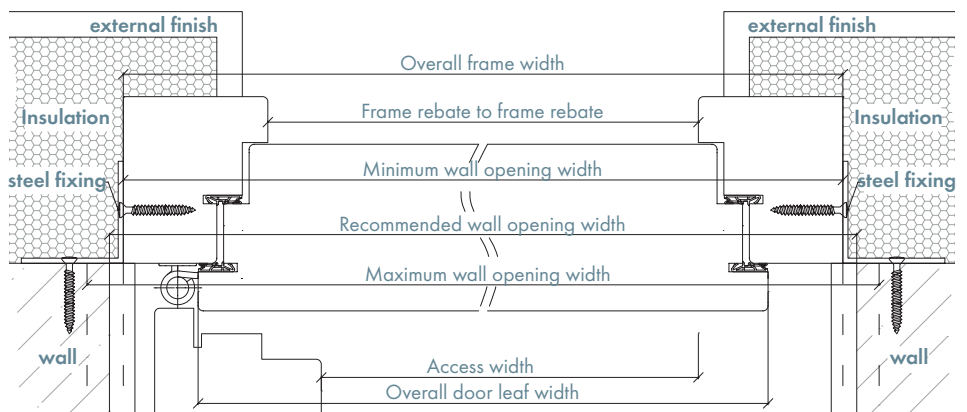 external finish
external finish
Overall frame width
Insulation
Frame rebate to frame rebate
Insulation
Minimum wall opening width
steel fixing
steel fixing
Recommended wall opening width
Maximum wall opening width
wall
wall
Access width
Overall door leaf width